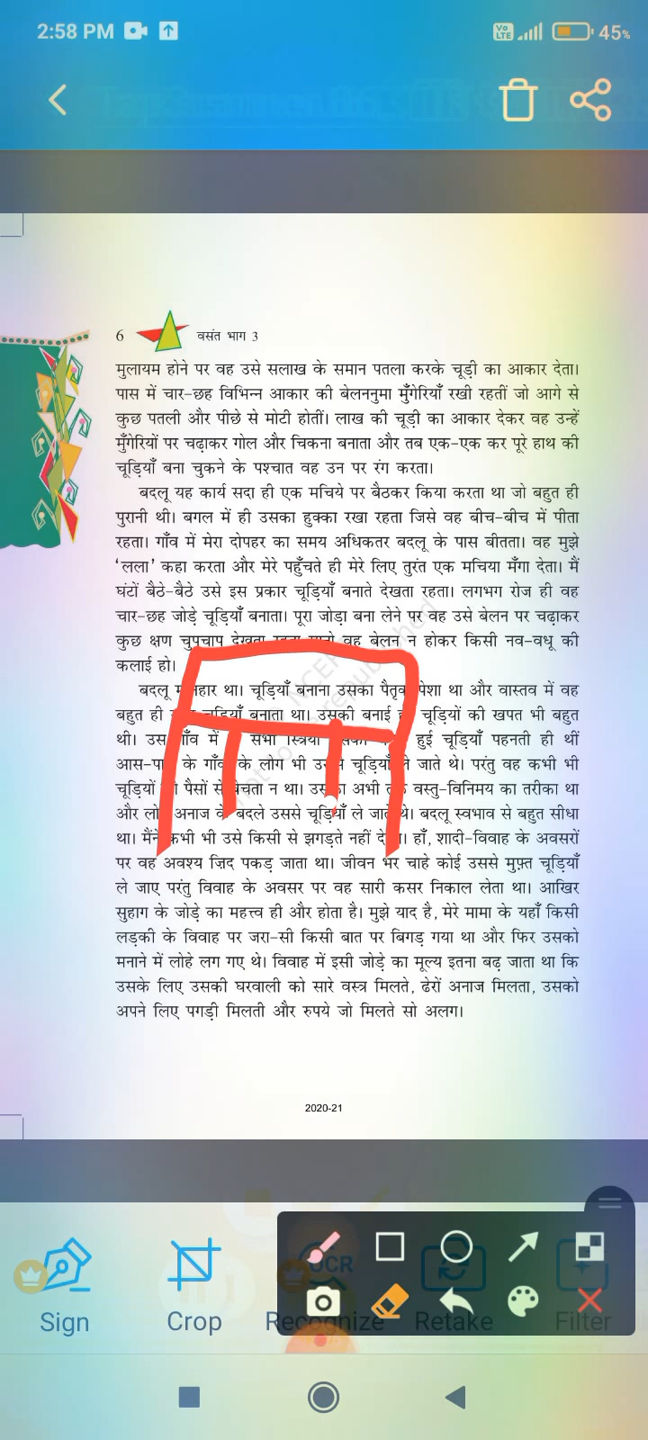 2:58 PM Vo LTE 45%
6 वसंत भाग 3
मुलायम होने पर वह उसे सलाख के समान पतला करके चूड़ी का आकार देता।
पास में चार-छह विभिन्न आकार की बेलननुमा मुँगेरियाँ रखी रहतीं जो आगे से
कुछ पतली और पीछे से मोटी होतीं। लाख की चूड़ी का आकार देकर वह उन्हें
मुँगेरियों पर चढ़ाकर गोल और चिकना बनाता और तब एक-एक कर पूरे हाथ की
चूड़ियाँ बना चुकने के पश्चात वह उन पर रंग करता।
बदलू यह कार्य सदा ही एक मचिये पर बैठकर किया करता था जो बहुत ही
पुरानी थी। बगल में ही उसका हुक्का रखा रहता जिसे वह बीच-बीच में पीता
रहता। गाँव में मेरा दोपहर का समय अधिकतर बदलू के पास बीतता। वह मुझे
‘लला’ कहा करता और मेरे पहुँचते ही मेरे लिए तुरंत एक मचिया मँगा देता। मैं
घंटों बैठे-बैठे उसे इस प्रकार चूड़ियाँ बनाते देखता रहता। लगभग रोज ही वह
चार-छह जोड़े चूड़ियाँ बनाता। पूरा जोड़ा बना लेने पर वह उसे बेलन पर चढ़ाकर
कुछ क्षण चुपचाप देखता रहता मानो वह बेलन न होकर किसी नव-वधू की
कलाई हो।
बदलू था। चूड़ियाँ बनाना उसका पैतृक पेशा था और वास्तव में वह
बहुत ही चूड़ियाँ बनाता था। उसकी बनाई चूड़ियों की खपत भी बहुत
थी। उस गाँव में सभी स्त्रियाँ हुई चूड़ियाँ पहनती ही थीं
आस-पास के गाँव के लोग भी उससे चूड़ियाँ ले जाते थे। परंतु वह कभी भी
चूड़ियों को पैसों से बेचता न था। उसका अभी तक वस्तु-विनिमय का तरीका था
और लोग अनाज के बदले उससे चूड़ियाँ ले जाते थे। बदलू स्वभाव से बहुत सीधा
था। मैंने कभी भी उसे किसी से झगड़ते नहीं देखा। हाँ, शादी-विवाह के अवसरों
पर वह अवश्य ज़िद पकड़ जाता था। जीवन भर चाहे कोई उससे मुफ़्त चूड़ियाँ
ले जाए परंतु विवाह के अवसर पर वह सारी कसर निकाल लेता था। आखिर
सुहाग के जोड़े का महत्त्व ही और होता है। मुझे याद है, मेरे मामा के यहाँ किसी
लड़की के विवाह पर जरा-सी किसी बात पर बिगड़ गया था और फिर उसको
मनाने में लोहे लग गए थे। विवाह में इसी जोड़े का मूल्य इतना बढ़ जाता था कि
उसके लिए उसकी घरवाली को सारे वस्त्र मिलते, ढेरों अनाज मिलता, उसको
अपने लिए पगड़ी मिलती और रुपये जो मिलते सो अलग।
2020-21
OCR
Sign Crop Recognize Retake Filter